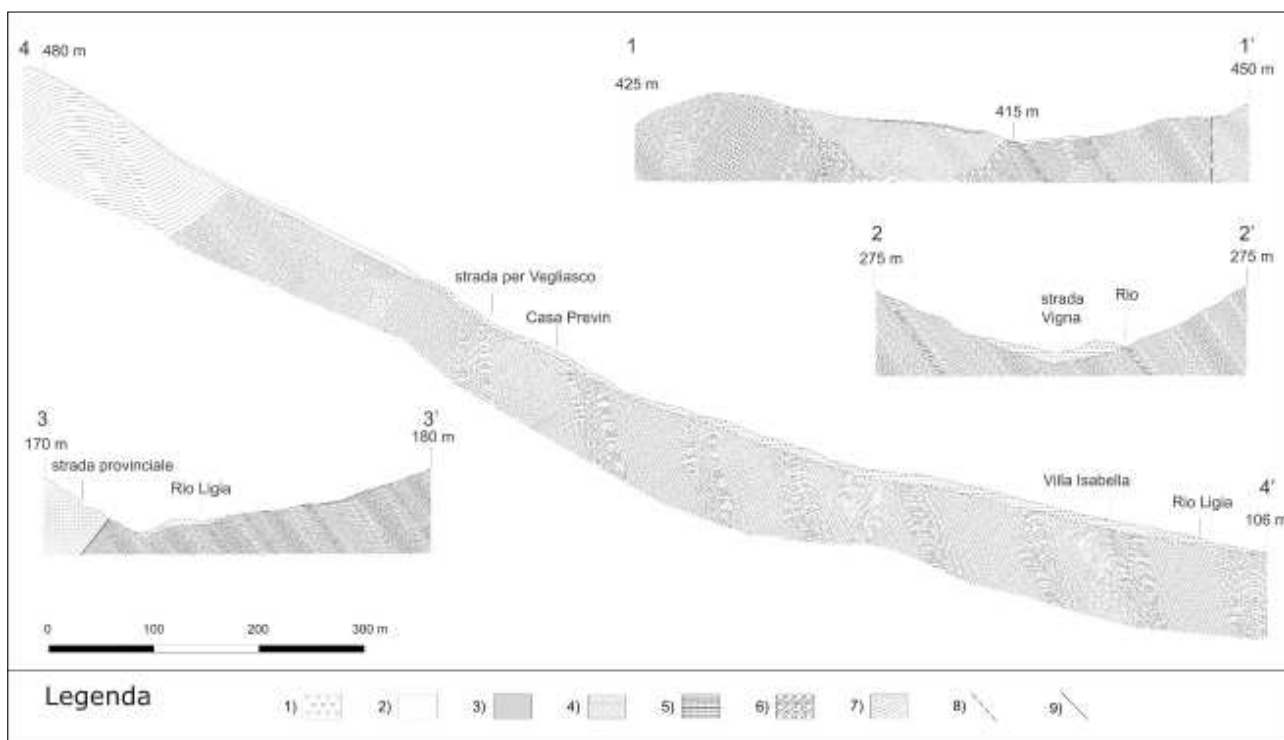 4 480 m
1
425 m
415 m
1'
450 m
2
275 m
strada
Vigna
Rio
2'
275 m
strada per Vegliasco
Casa Previn
3
170 m
strada provinciale
Rio Ligia
3'
180 m
Villa Isabella
Rio Ligia
4'
106 m
0 100 200 300 m
Legenda
1) 2) 3) 4) 5) 6) 7) 8) 9)